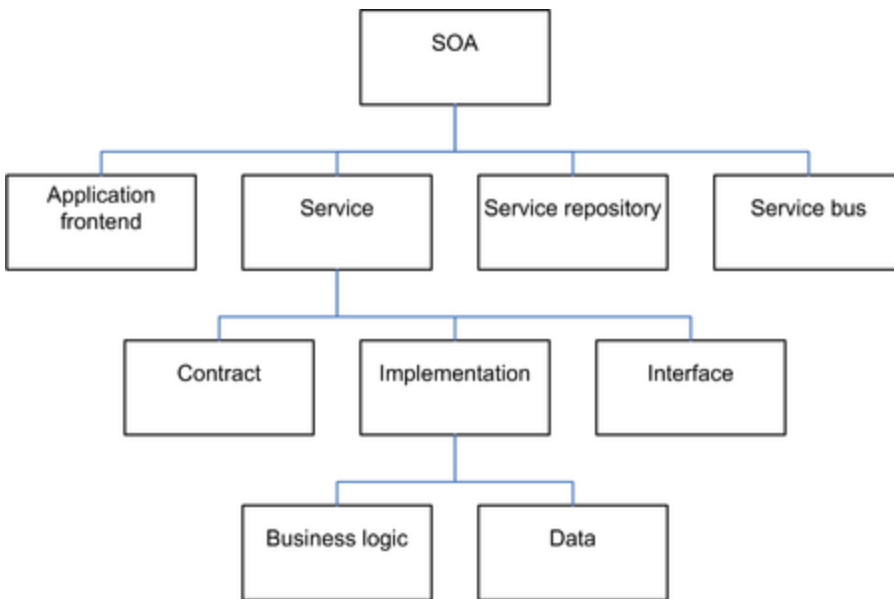 SOA
Application
frontend
Service
Service repository
Service bus
Contract
Implementation
Interface
Business logic
Data